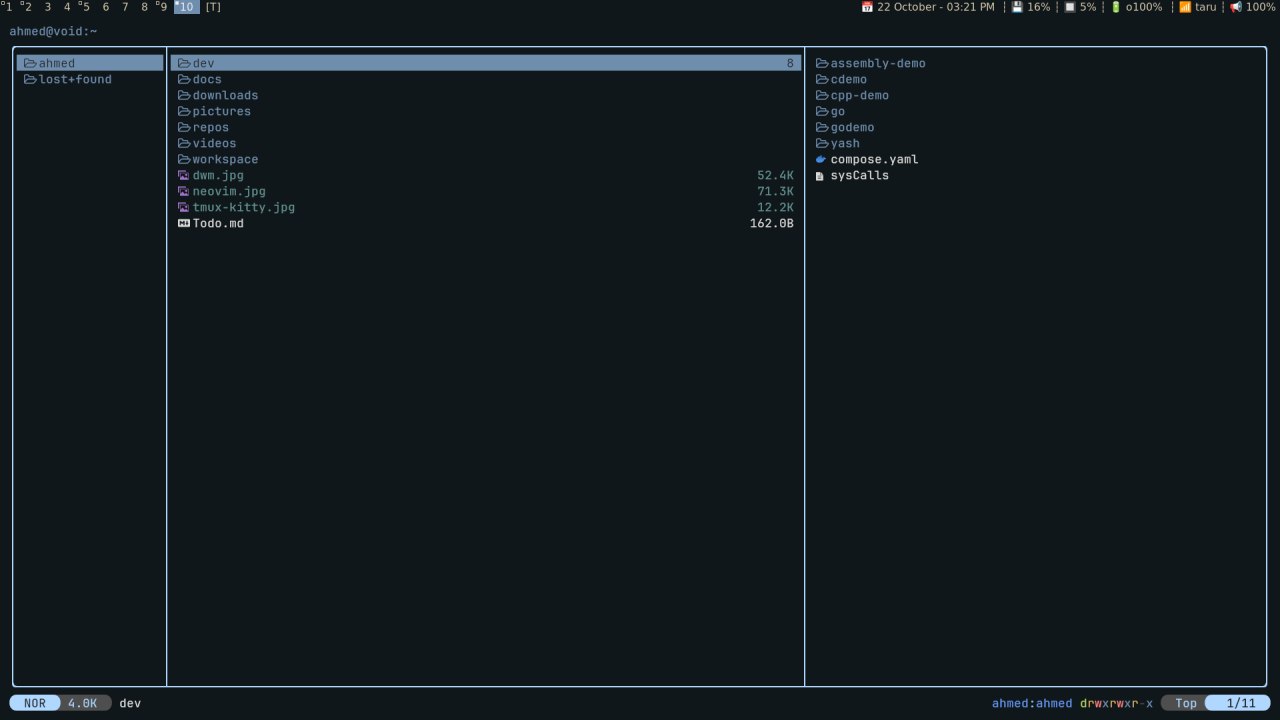 1 2 3 4 5 6 7 8 9 10 [T] 22 October - 03:21 PM ¦ 16% ¦ 5% ¦ o100% ¦ taru ¦ 100%
ahmed@void:~
ahmed
lost+found
dev 8
docs
downloads
pictures
repos
videos
workspace
dwm.jpg 52.4K
neovim.jpg 71.3K
tmux-kitty.jpg 12.2K
Todo.md 162.0B
assembly-demo
cdemo
cpp-demo
go
godemo
yash
compose.yaml
sysCalls
NOR 4.0K dev ahmed:ahmed drwxrwxr-x Top 1/11